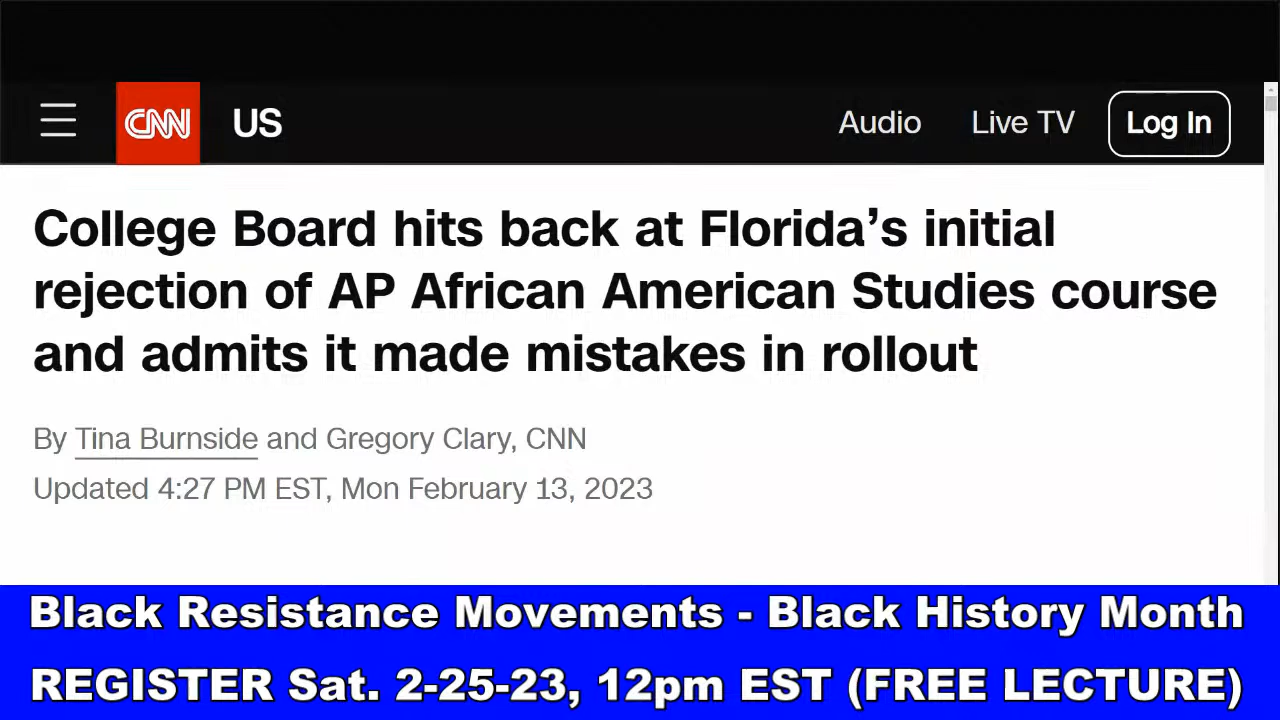 CNN US Audio Live TV Log In
College Board hits back at Florida’s initial
rejection of AP African American Studies course
and admits it made mistakes in rollout
By Tina Burnside and Gregory Clary, CNN
Updated 4:27 PM EST, Mon February 13, 2023
Black Resistance Movements - Black History Month
REGISTER Sat. 2-25-23, 12pm EST (FREE LECTURE)